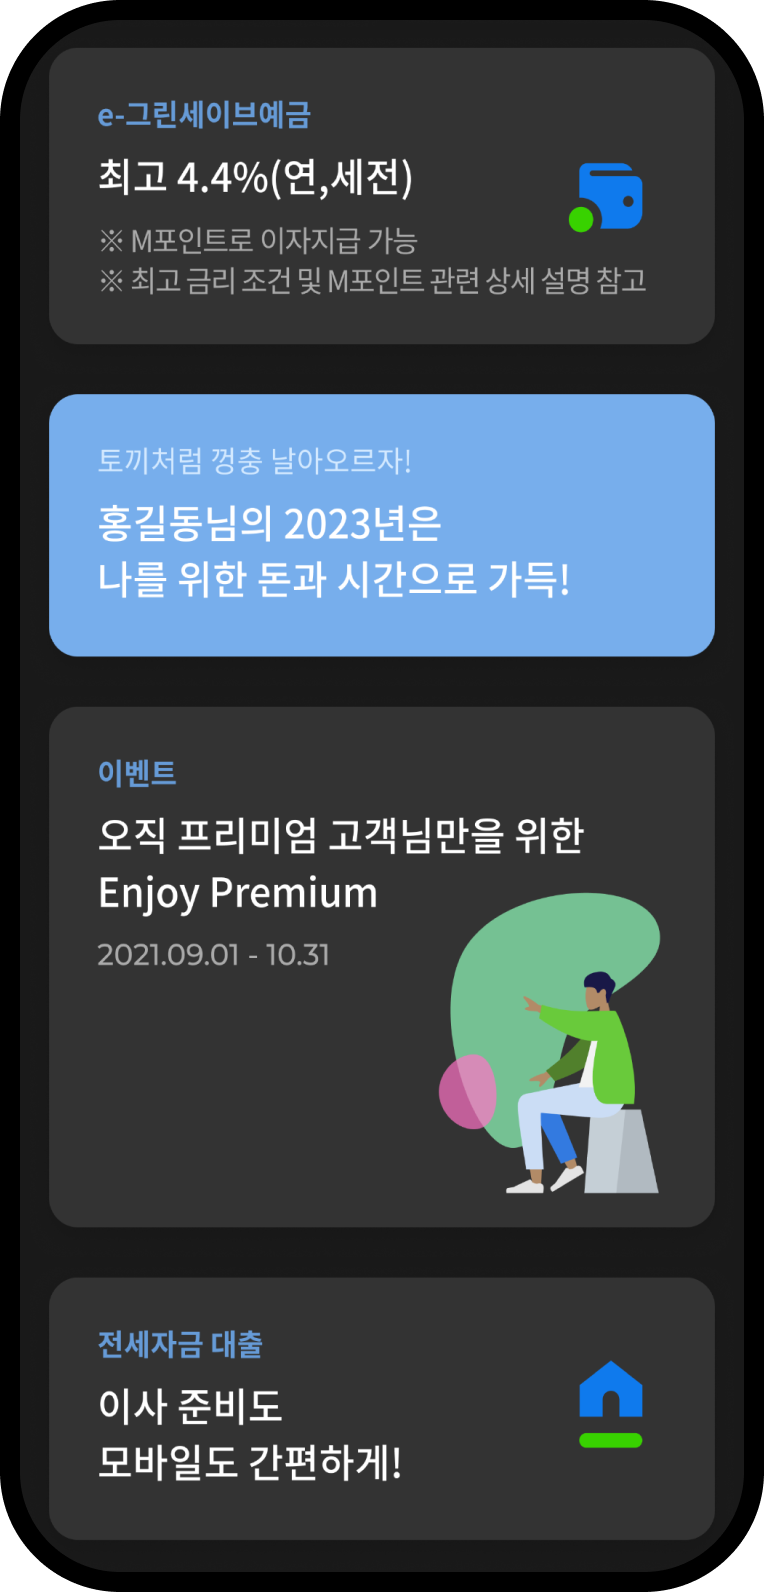 e-그린세이브예금
최고 4.4%(연,세전)
※ M포인트로 이자지급 가능
※ 최고 금리 조건 및 M포인트 관련 상세 설명 참고
토끼처럼 껑충 날아오르자!
홍길동님의 2023년은
나를 위한 돈과 시간으로 가득!
이벤트
오직 프리미엄 고객님만을 위한
Enjoy Premium
2021.09.01 - 10.31
전세자금 대출
이사 준비도
모바일도 간편하게!